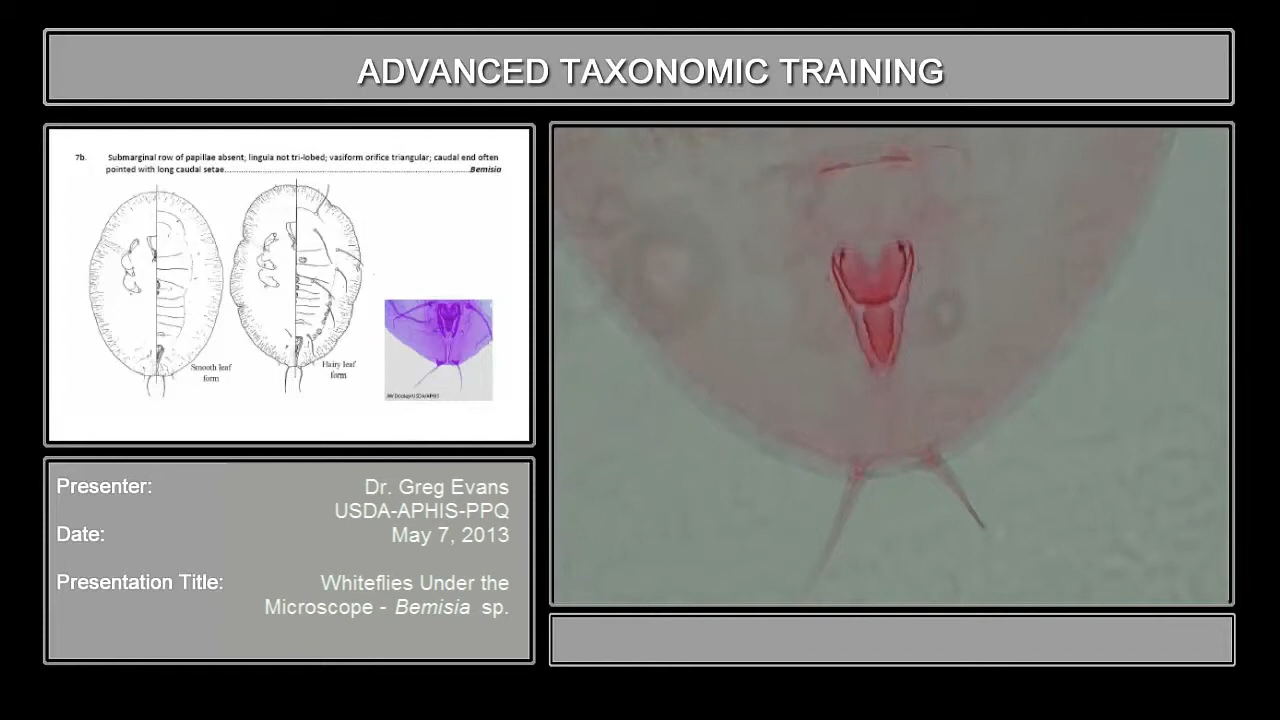 ADVANCED TAXONOMIC TRAINING
7b. Submarginal row of papillae absent; lingula not tri-lobed; vasiform orifice triangular; caudal end often
pointed with long caudal setae....................................................................................Bemisia
Smooth leaf
form
Hairy leaf
form
Presenter:
Dr. Greg Evans
USDA-APHIS-PPQ
Date:
May 7, 2013
Presentation Title:
Whiteflies Under the
Microscope - Bemisia sp.